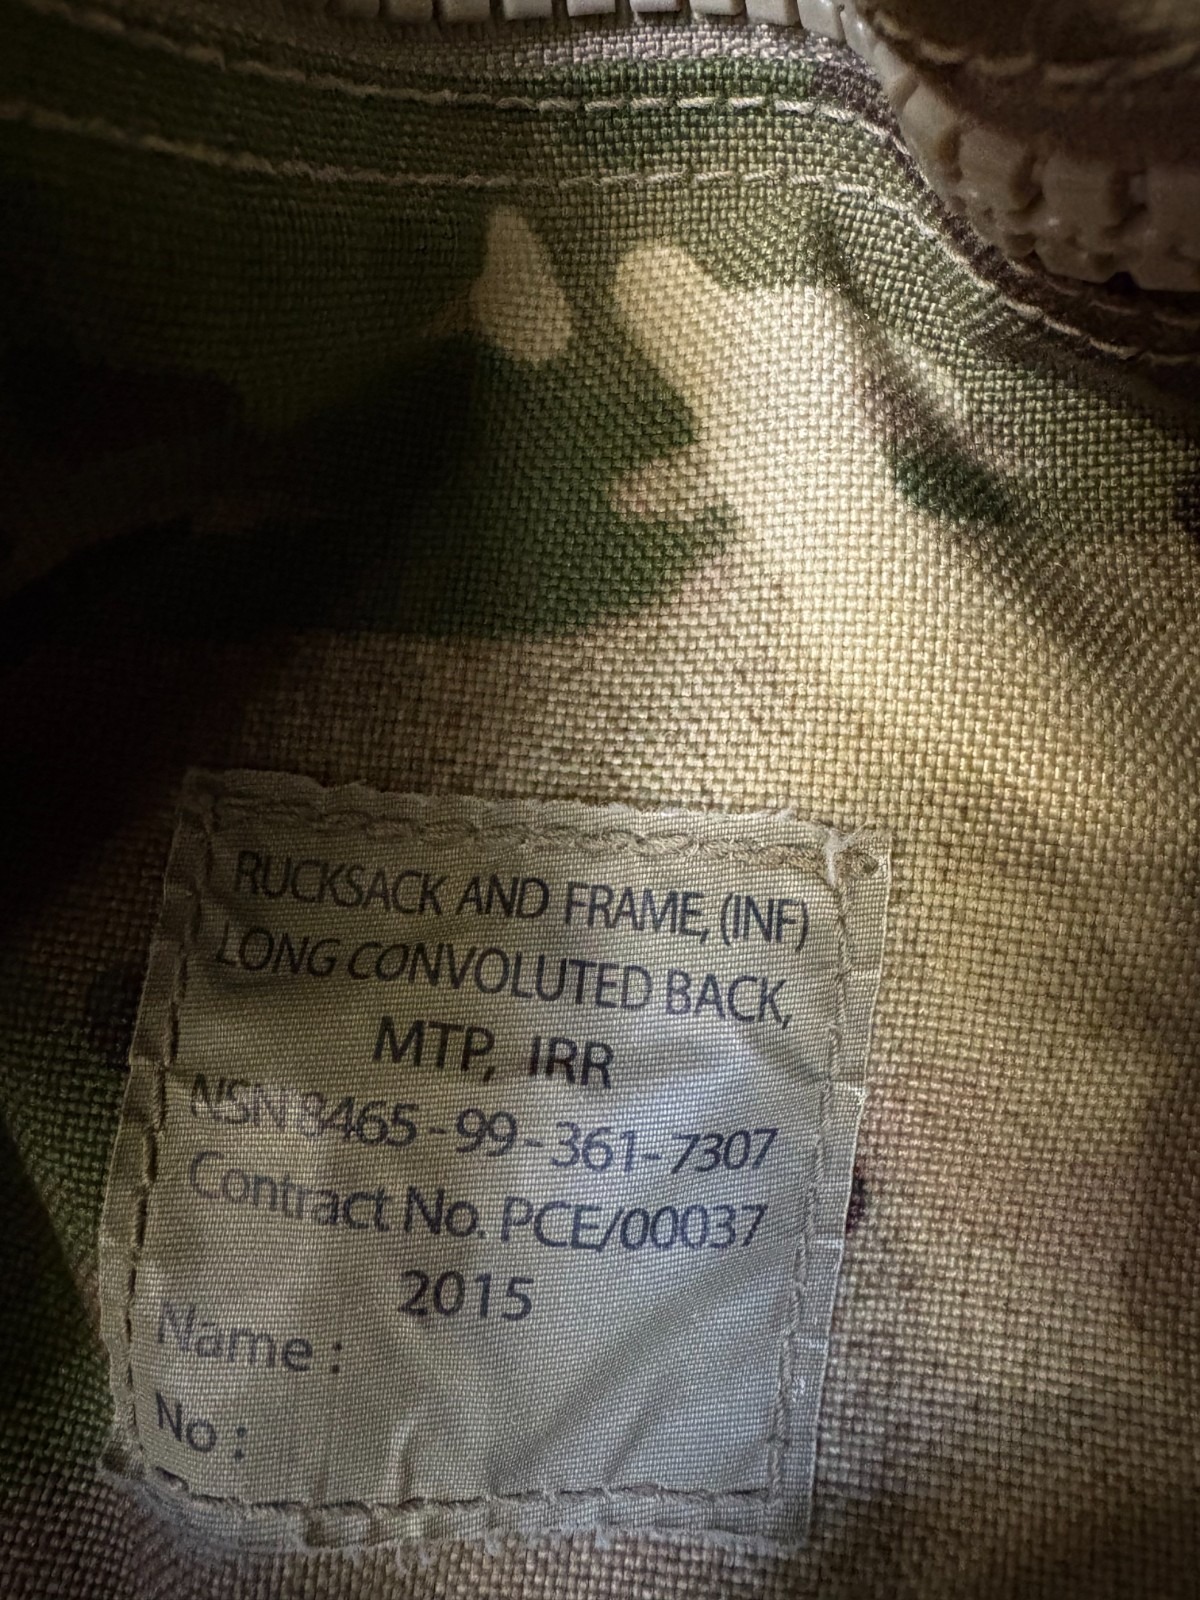 RUCKSACK AND FRAME, (INF)
LONG CONVOLUTED BACK,
MTP, IRR
NSN 8465-99-361-7307
Contract No. PCE/00037
2015
Name :
No :